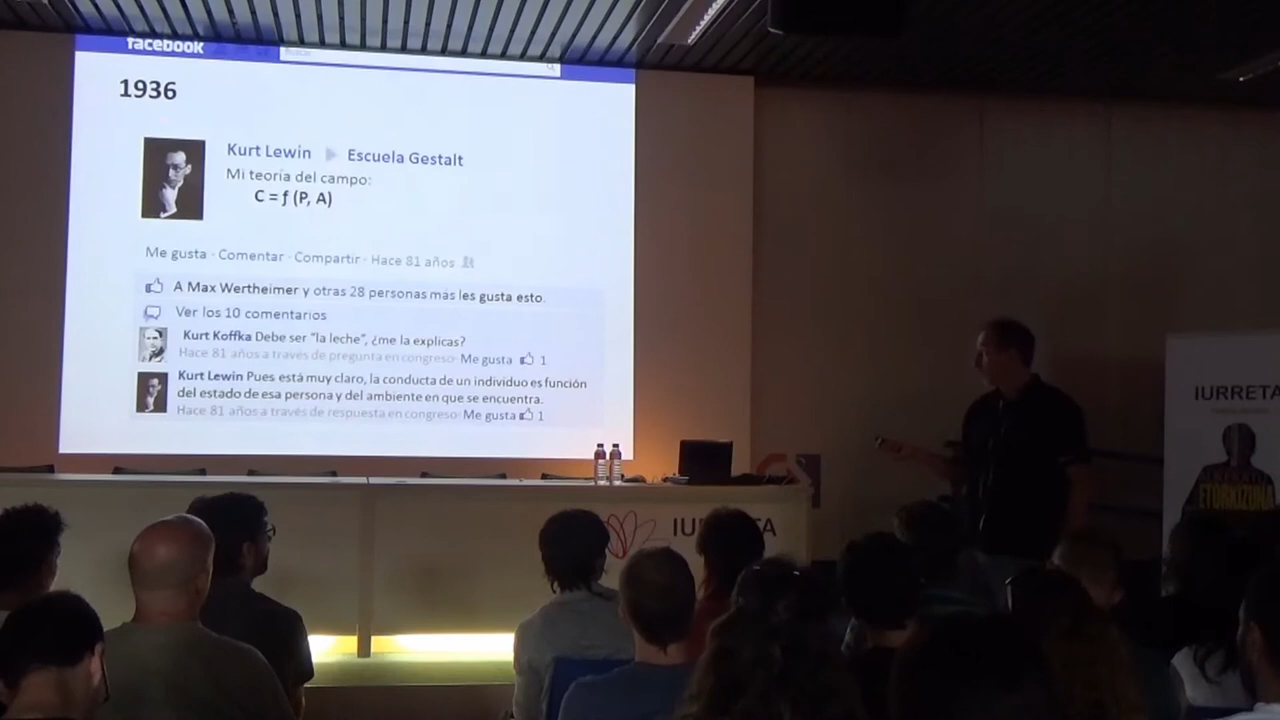 facebook
1936
Kurt Lewin Escuela Gestalt
Mi teoría del campo:
C = ƒ (P, A)
Me gusta · Comentar · Compartir · Hace 81 años
A Max Wertheimer y otras 28 personas más les gusta esto.
Ver los 10 comentarios
Kurt Koffka Debe ser "la leche", ¿me la explicas?
Hace 81 años a través de pregunta en congreso· Me gusta 1
Kurt Lewin Pues está muy claro, la conducta de un individuo es función
del estado de esa persona y del ambiente en que se encuentra.
Hace 81 años a través de respuesta en congreso· Me gusta 1
IURRETA
ETORKIZUNA